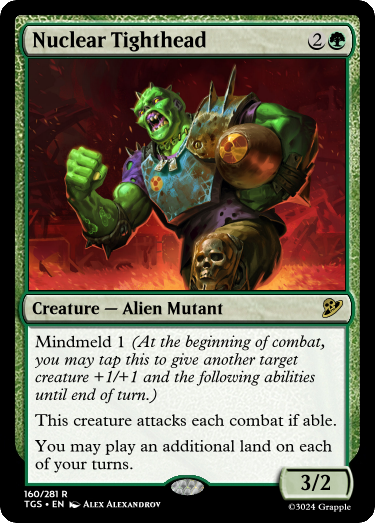 Nuclear Tighthead 2
Creature — Alien Mutant
Mindmeld 1 (At the beginning of combat,
you may tap this to give another target
creature +1/+1 and the following abilities
until end of turn.)
This creature attacks each combat if able.
You may play an additional land on each
of your turns.
3/2
160/281 R
TGS • EN Alex Alexandrov
©3024 Grapple